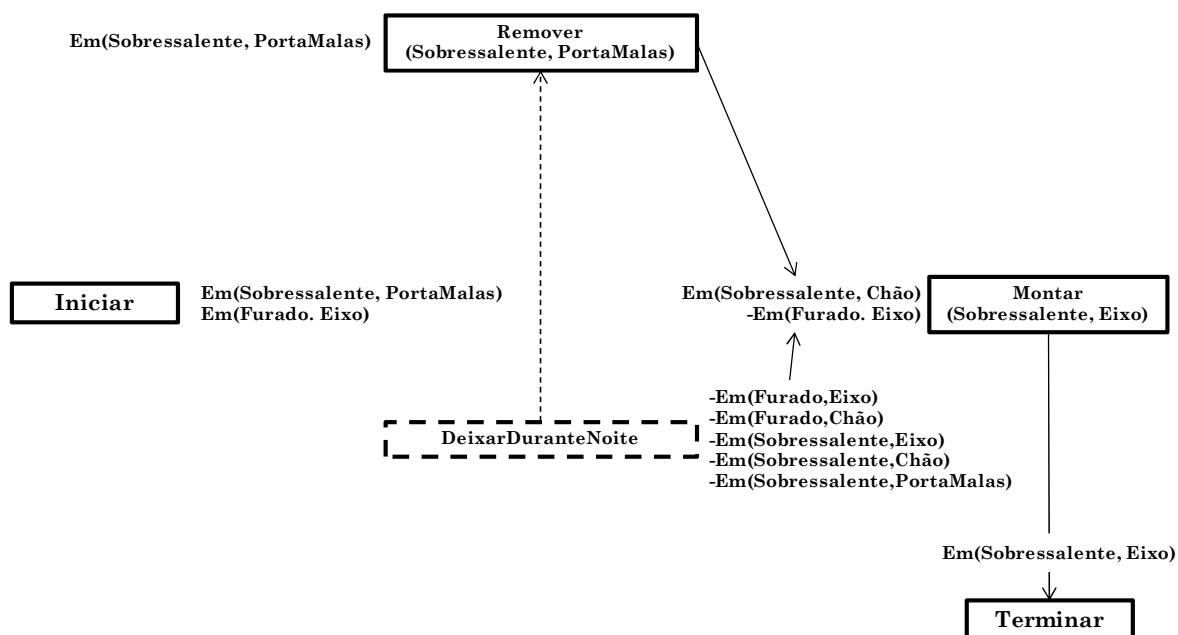 Em(Sobressalente, PortaMalas)
Remover
(Sobressalente, PortaMalas)
Iniciar
Em(Sobressalente, PortaMalas)
Em(Furado. Eixo)
Em(Sobressalente, Chão)
-Em(Furado. Eixo)
Montar
(Sobressalente, Eixo)
DeixarDuranteNoite
-Em(Furado,Eixo)
-Em(Furado,Chão)
-Em(Sobressalente,Eixo)
-Em(Sobressalente,Chão)
-Em(Sobressalente,PortaMalas)
Em(Sobressalente, Eixo)
Terminar